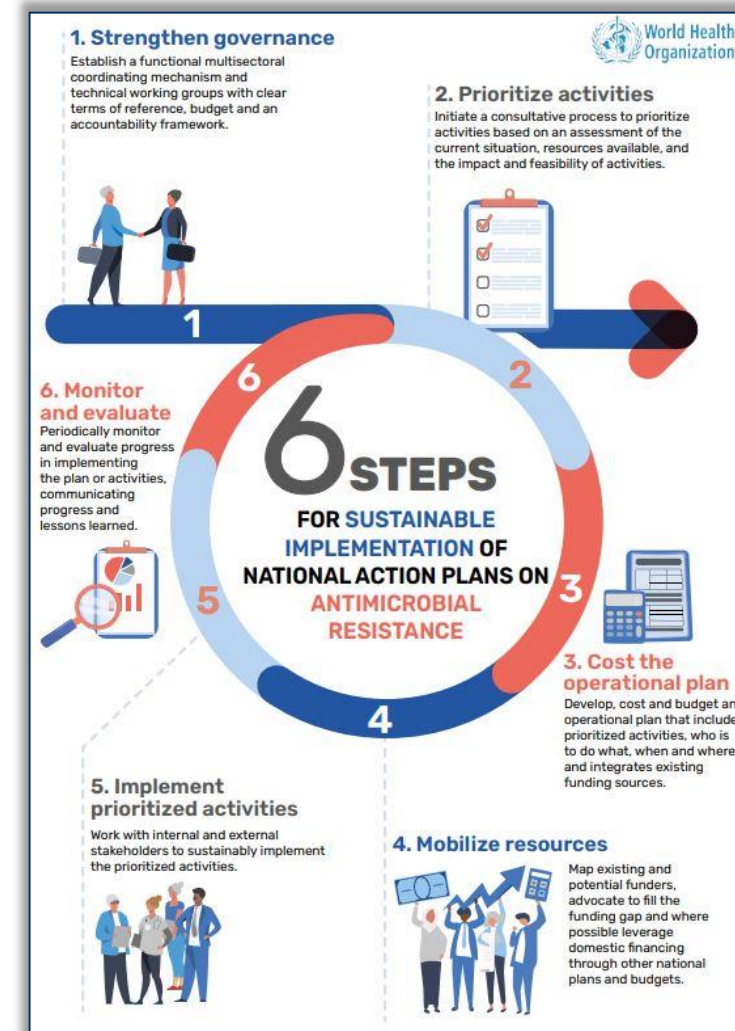 World Health
Organization
1. Strengthen governance
Establish a functional multisectoral
coordinating mechanism and
technical working groups with clear
terms of reference, budget and an
accountability framework.
2. Prioritize activities
Initiate a consultative process to prioritize
activities based on an assessment of the
current situation, resources available, and
the impact and feasibility of activities.
1
2
3
4
5
6
6 STEPS
FOR SUSTAINABLE
IMPLEMENTATION OF
NATIONAL ACTION PLANS ON
ANTIMICROBIAL
RESISTANCE
3. Cost the
operational plan
Develop, cost and budget an
operational plan that include
prioritized activities, who is
to do what, when and where
and integrates existing
funding sources.
4. Mobilize resources
Map existing and
potential funders,
advocate to fill the
funding gap and where
possible leverage
domestic financing
through other national
plans and budgets.
5. Implement
prioritized activities
Work with internal and external
stakeholders to sustainably implement
the prioritized activities.
6. Monitor
and evaluate
Periodically monitor
and evaluate progress
in implementing
the plan or activities,
communicating
progress and
lessons learned.